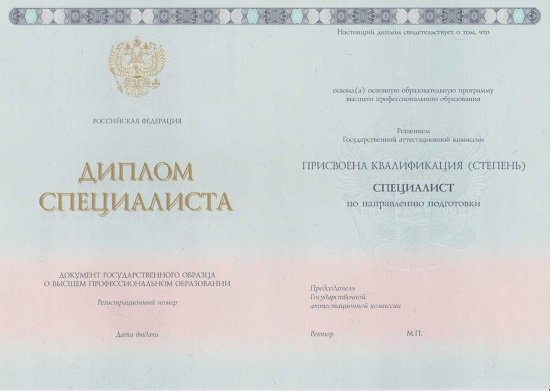 РОССИЙСКАЯ ФЕДЕРАЦИЯ
ДИПЛОМ
СПЕЦИАЛИСТА
ДОКУМЕНТ ГОСУДАРСТВЕННОГО ОБРАЗЦА
О ВЫСШЕМ ПРОФЕССИОНАЛЬНОМ ОБРАЗОВАНИИ
Регистрационный номер
Дата выдачи
Настоящий диплом свидетельствует о том, что
освоил(а) основную образовательную программу
высшего профессионального образования
Решением
Государственной аттестационной комиссии
ПРИСВОЕНА КВАЛИФИКАЦИЯ (СТЕПЕНЬ)
СПЕЦИАЛИСТ
по направлению подготовки
Председатель
Государственной
аттестационной комиссии
Ректор М.П.